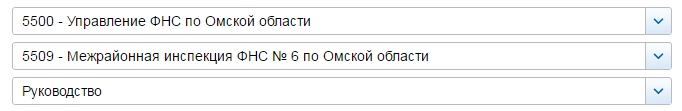 5500 - Управление ФНС по Омской области
5509 - Межрайонная инспекция ФНС № 6 по Омской области
Руководство